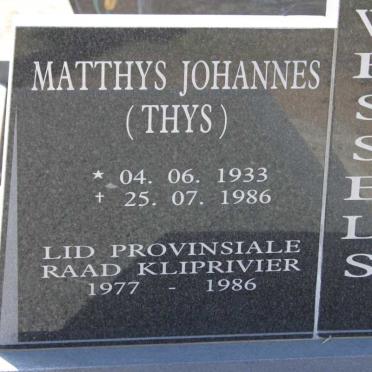 MATTHYS JOHANNES
(THYS)
* 04. 06. 1933
† 25. 07. 1986
LID PROVINSIALE
RAAD KLIPRIVIER
1977 - 1986